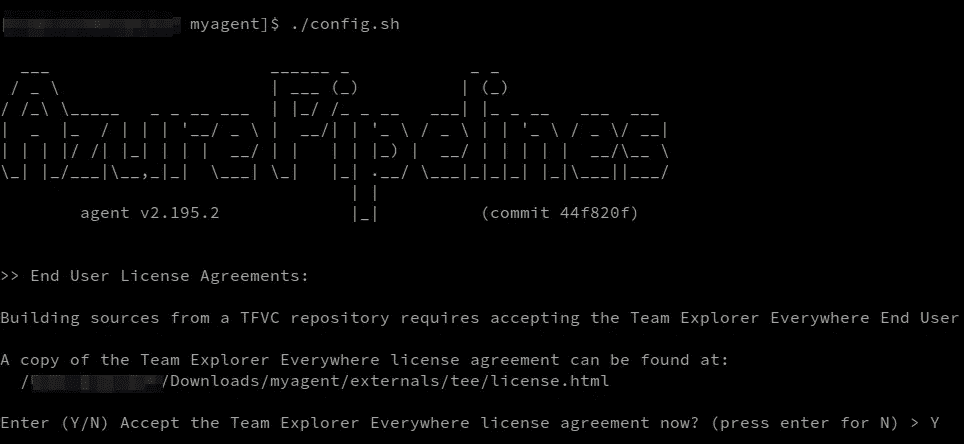 myagent]$ ./config.sh
AzurePipelines
agent v2.195.2 (commit 44f820f)
>> End User License Agreements:
Building sources from a TFVC repository requires accepting the Team Explorer Everywhere End User
A copy of the Team Explorer Everywhere license agreement can be found at:
/ /Downloads/myagent/externals/tee/license.html
Enter (Y/N) Accept the Team Explorer Everywhere license agreement now? (press enter for N) > Y